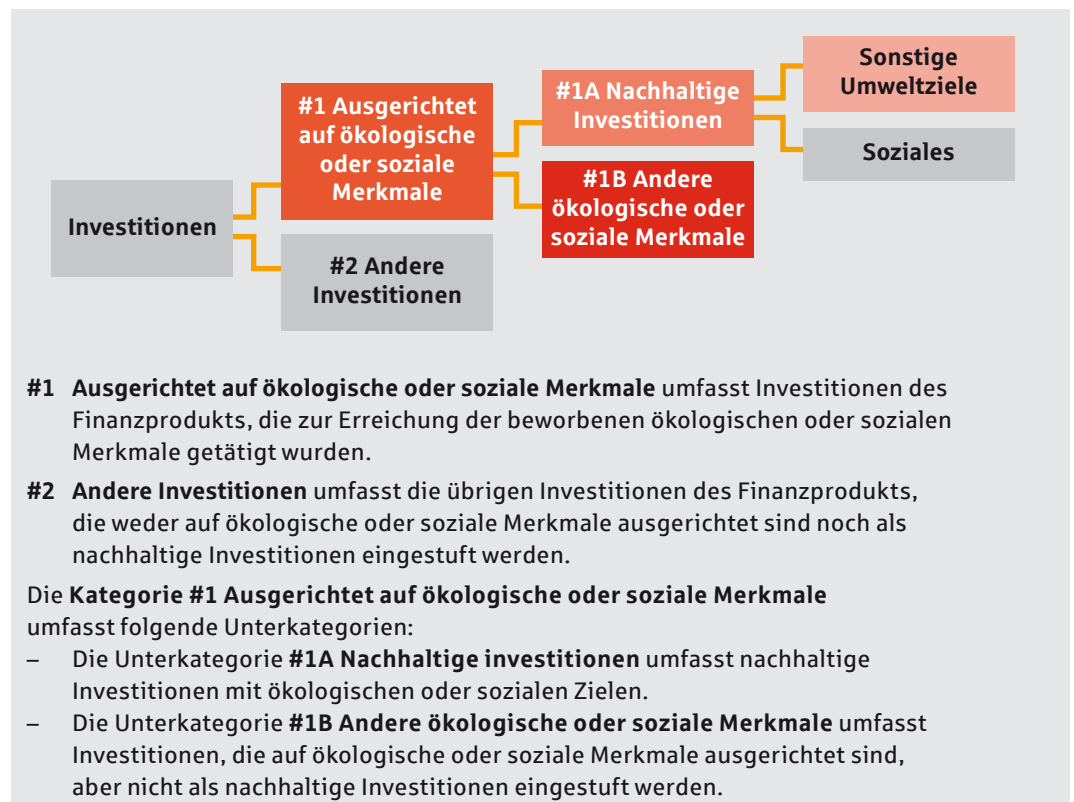 Investitionen
#1 Ausgerichtet
auf ökologische
oder soziale
Merkmale
#2 Andere
Investitionen
#1A Nachhaltige
Investitionen
#1B Andere
ökologische oder
soziale Merkmale
Sonstige
Umweltziele
Soziales
#1 Ausgerichtet auf ökologische oder soziale Merkmale umfasst Investitionen des
Finanzprodukts, die zur Erreichung der beworbenen ökologischen oder sozialen
Merkmale getätigt wurden.
#2 Andere Investitionen umfasst die übrigen Investitionen des Finanzprodukts,
die weder auf ökologische oder soziale Merkmale ausgerichtet sind noch als
nachhaltige Investitionen eingestuft werden.
Die Kategorie #1 Ausgerichtet auf ökologische oder soziale Merkmale
umfasst folgende Unterkategorien:
– Die Unterkategorie #1A Nachhaltige investitionen umfasst nachhaltige
Investitionen mit ökologischen oder sozialen Zielen.
– Die Unterkategorie #1B Andere ökologische oder soziale Merkmale umfasst
Investitionen, die auf ökologische oder soziale Merkmale ausgerichtet sind,
aber nicht als nachhaltige Investitionen eingestuft werden.